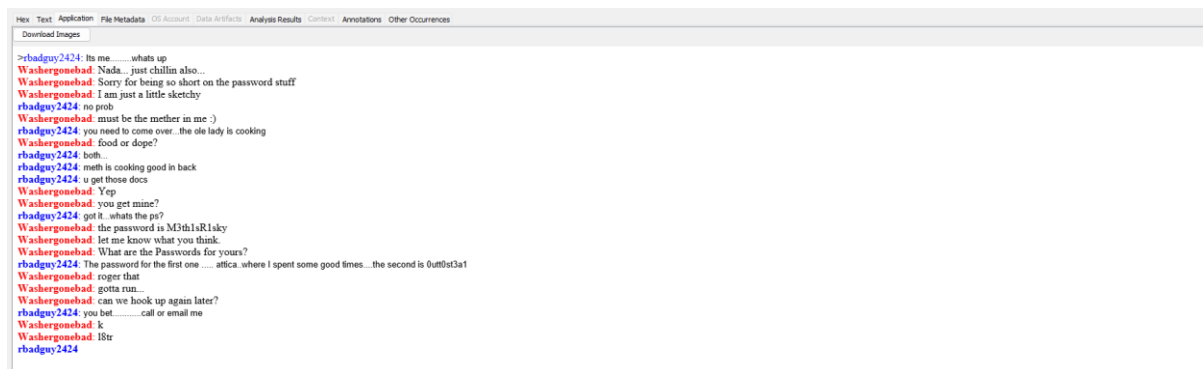 Hex Text Application File Metadata OS Account Data Artifacts Analysis Results Context Annotations Other Occurrences
Download Images
>rbadguy2424: Its me.........whats up
Washergonebad: Nada... just chillin also...
Washergonebad: Sorry for being so short on the password stuff
Washergonebad: I am just a little sketchy
rbadguy2424: no prob
Washergonebad: must be the mether in me :)
rbadguy2424: you need to come over...the ole lady is cooking
Washergonebad: food or dope?
rbadguy2424: both...
rbadguy2424: meth is cooking good in back
rbadguy2424: u get those docs
Washergonebad: Yep
Washergonebad: you get mine?
rbadguy2424: got it...whats the ps?
Washergonebad: the password is M3th1sR1sky
Washergonebad: let me know what you think.
Washergonebad: What are the Passwords for yours?
rbadguy2424: The password for the first one ..... attica..where I spent some good times....the second is 0utt0st3a1
Washergonebad: roger that
Washergonebad: gotta run...
Washergonebad: can we hook up again later?
rbadguy2424: you bet............call or email me
Washergonebad: k
Washergonebad: l8tr
rbadguy2424